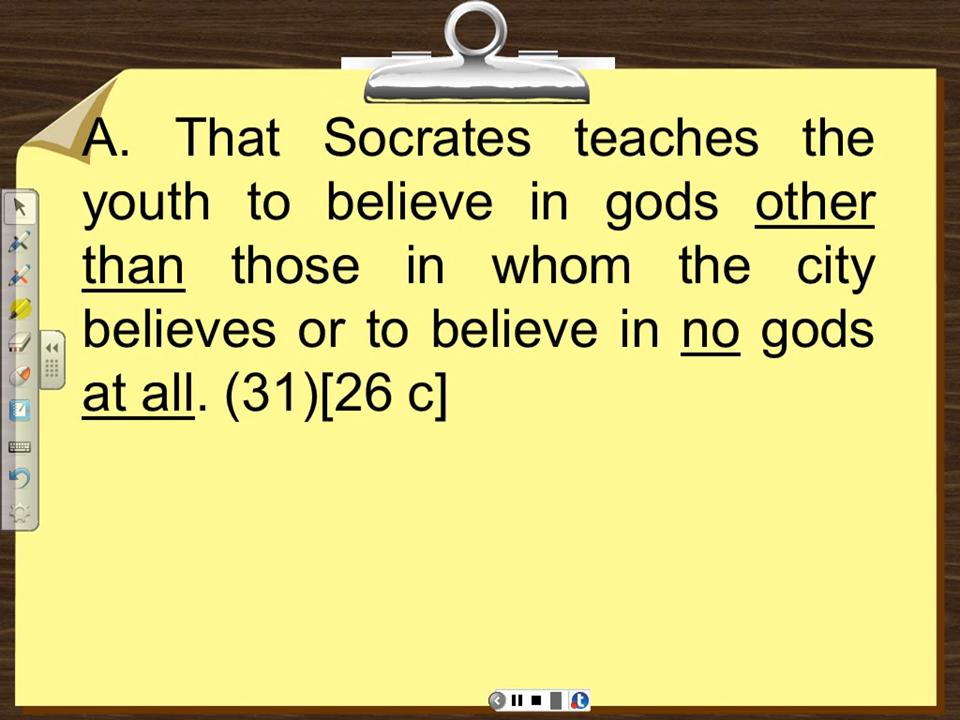 A. That Socrates teaches the
youth to believe in gods other
than those in whom the city
believes or to believe in no gods
at all. (31)[26 c]